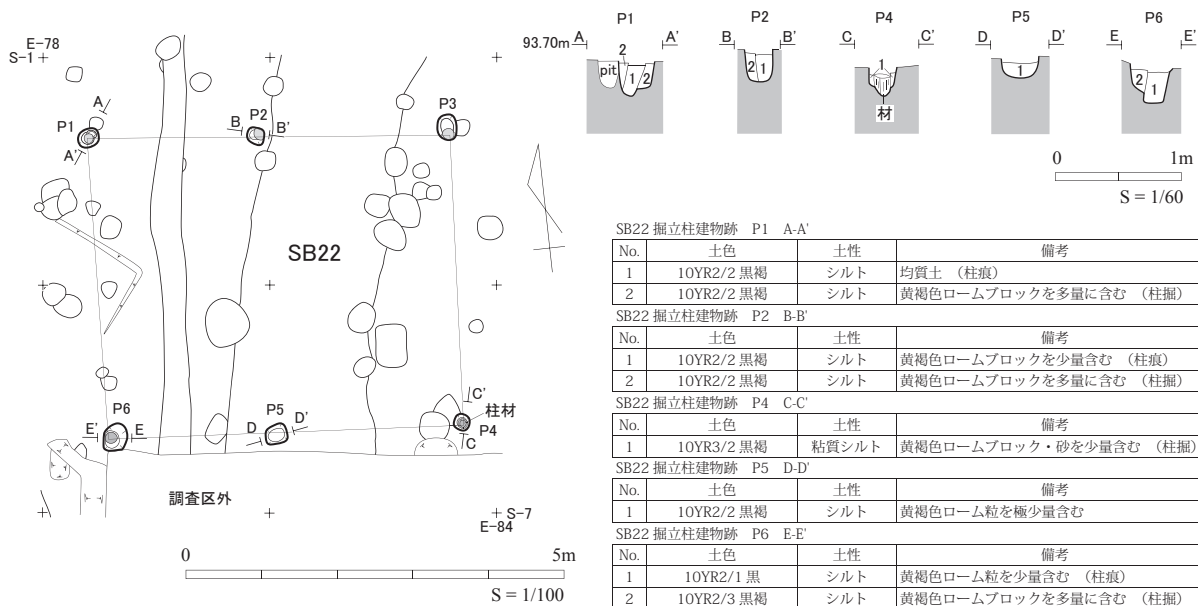 E-78
S-1
P1
A
A'
P2
B
B'
P3
SB22
P6
E'
E
P5
D
D'
C'
柱材
P4
C
調査区外
S-7
E-84
0 5m
S = 1/100
P1 P2 P4 P5 P6
93.70m A A' B B' C C' D D' E E'
pit 2 1 2
2 1
1
材
1
2 1
0 1m
S = 1/60
SB22 掘立柱建物跡 P1 A-A'
No. 土色 土性 備考
1 10YR2/2 黒褐 シルト 均質土 (柱痕)
2 10YR2/2 黒褐 シルト 黄褐色ロームブロックを多量に含む (柱掘)
SB22 掘立柱建物跡 P2 B-B'
No. 土色 土性 備考
1 10YR2/2 黒褐 シルト 黄褐色ロームブロックを少量含む (柱痕)
2 10YR2/2 黒褐 シルト 黄褐色ロームブロックを多量に含む (柱掘)
SB22 掘立柱建物跡 P4 C-C'
No. 土色 土性 備考
1 10YR3/2 黒褐 粘質シルト 黄褐色ロームブロック・砂を少量含む (柱掘)
SB22 掘立柱建物跡 P5 D-D'
No. 土色 土性 備考
1 10YR2/2 黒褐 シルト 黄褐色ローム粒を極少量含む
SB22 掘立柱建物跡 P6 E-E'
No. 土色 土性 備考
1 10YR2/1 黒 シルト 黄褐色ローム粒を少量含む (柱痕)
2 10YR2/3 黒褐 シルト 黄褐色ロームブロックを多量に含む (柱掘)